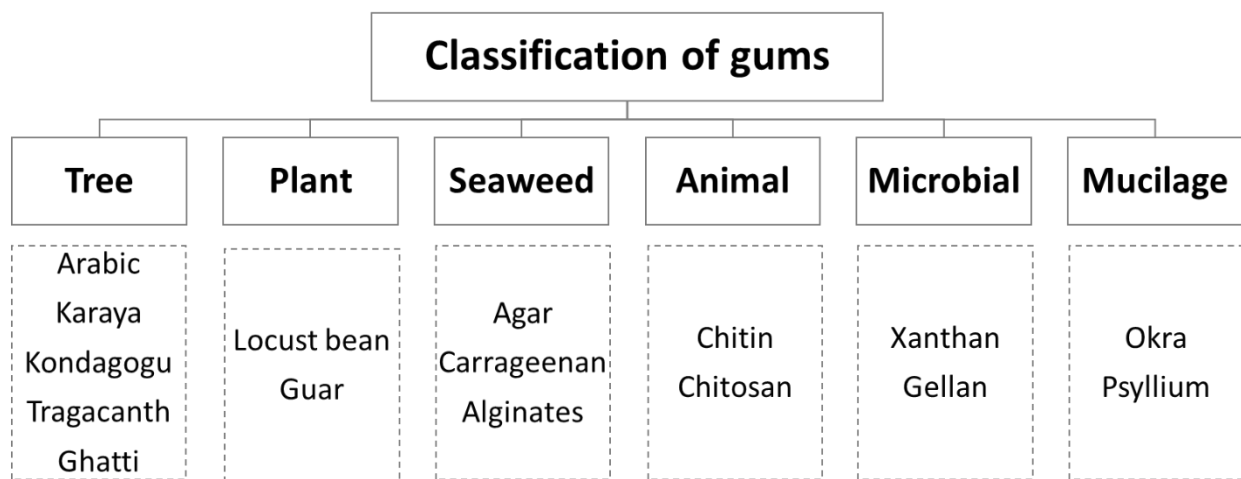 Classification of gums
Tree
Plant
Seaweed
Animal
Microbial
Mucilage
Arabic
Karaya
Kondagogu
Tragacanth
Ghatti
Locust bean
Guar
Agar
Carrageenan
Alginates
Chitin
Chitosan
Xanthan
Gellan
Okra
Psyllium